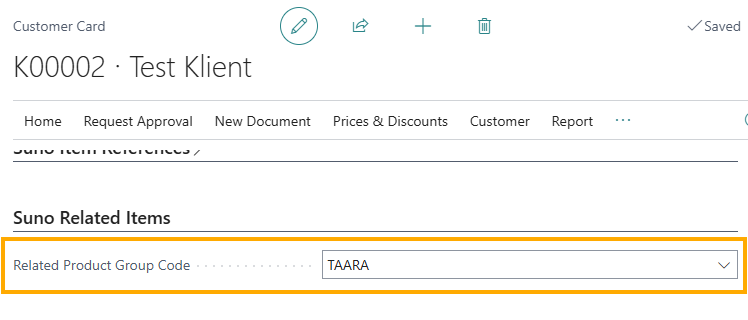 Customer Card
Saved
K00002 · Test Klient
Home Request Approval New Document Prices & Discounts Customer Report ...
Suno Item References
Suno Related Items
Related Product Group Code TAARA